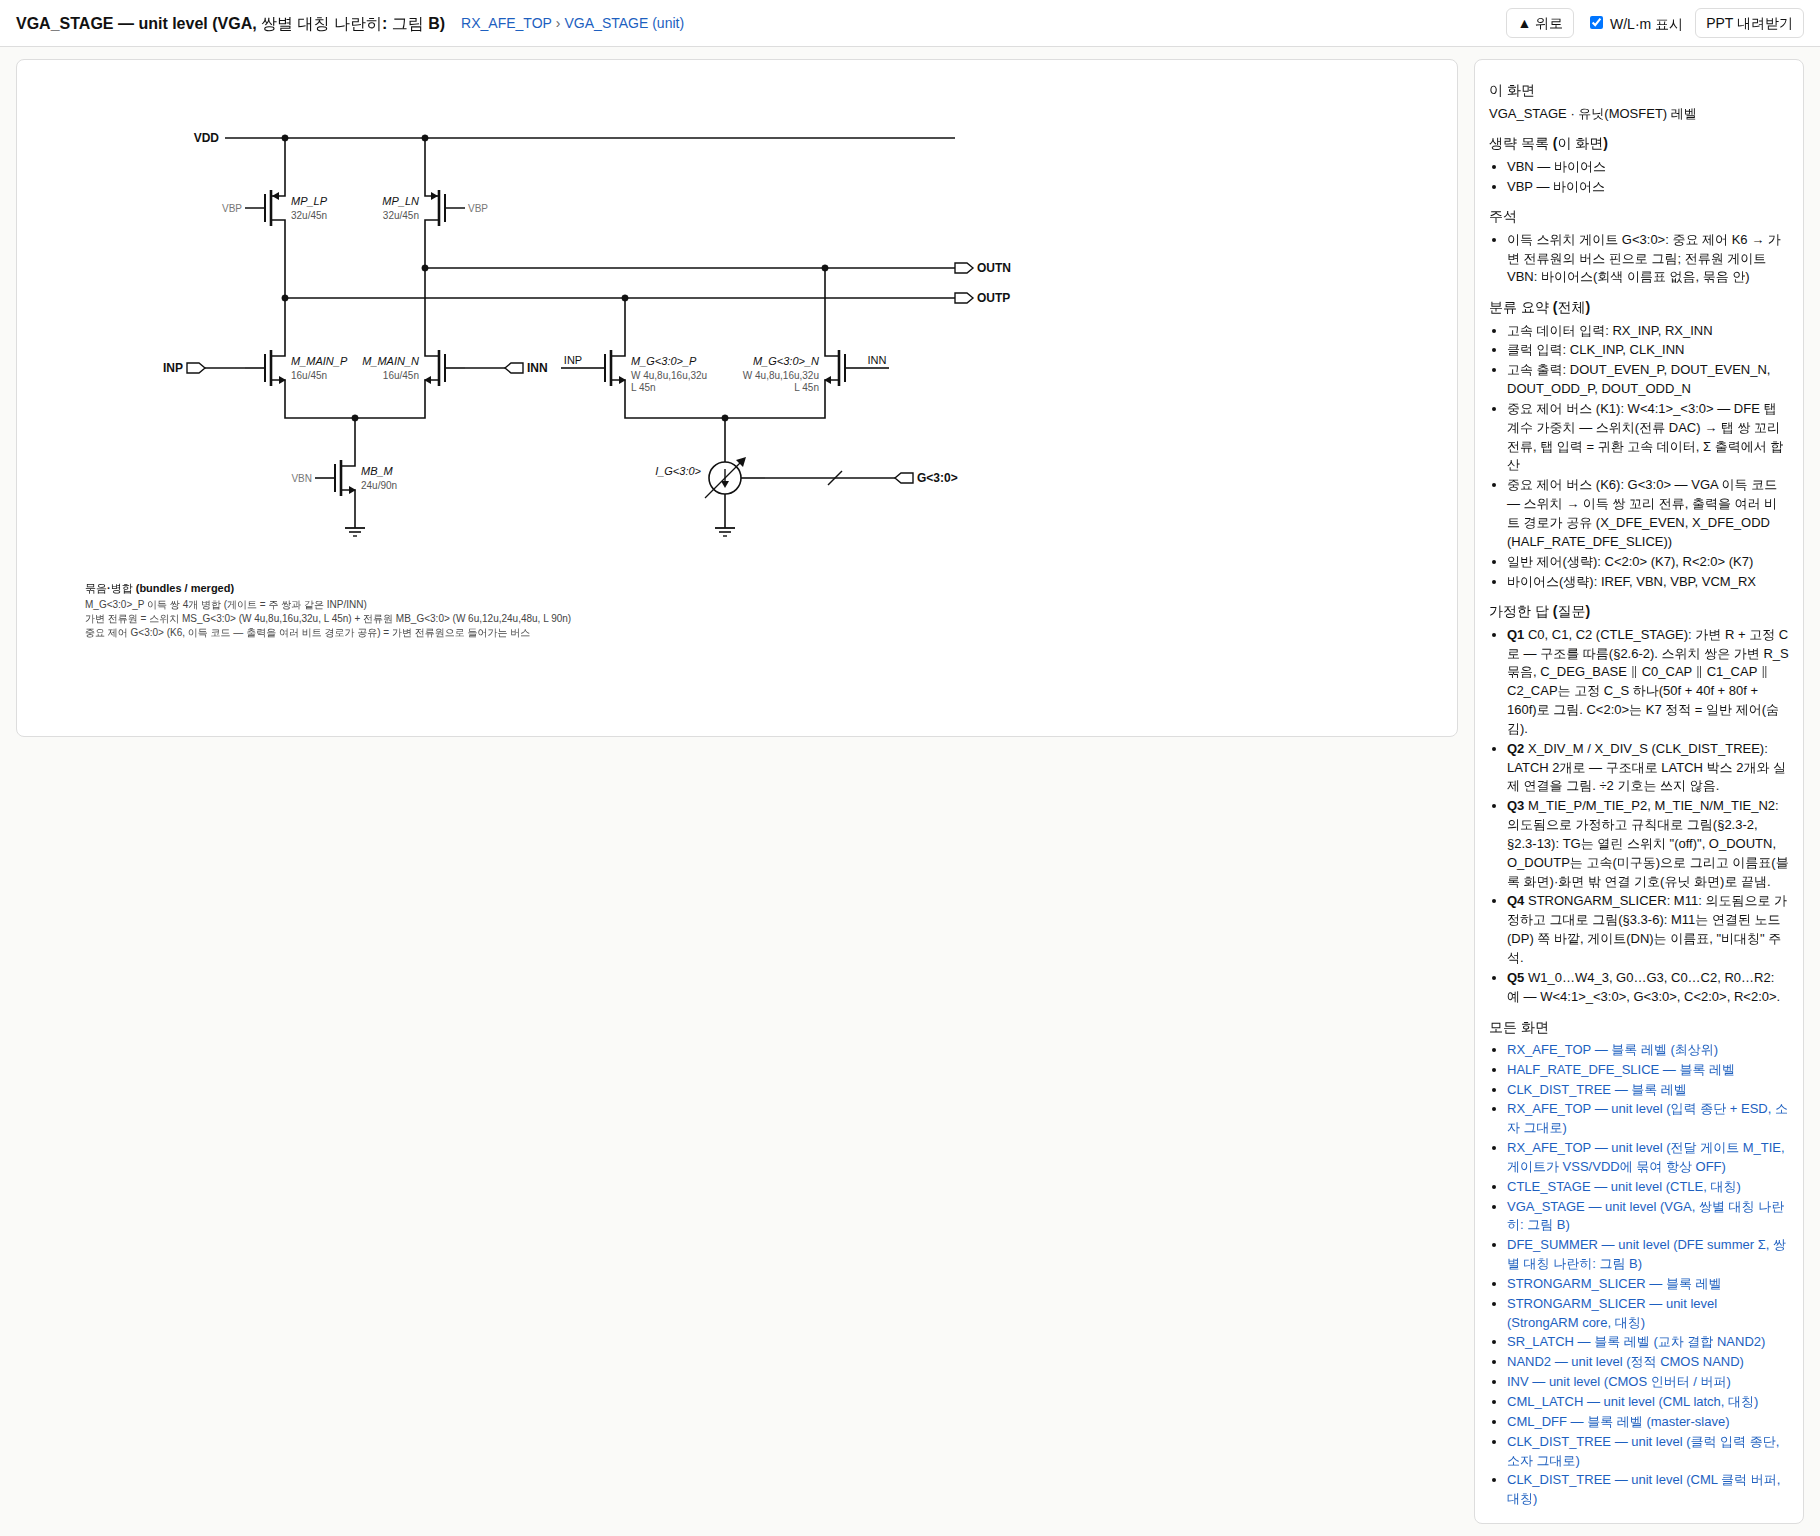 VGA_STAGE — unit level (VGA, 쌍별 대칭 나란히: 그림 B)
RX_AFE_TOP › VGA_STAGE (unit)
▲ 위로
W/L·m 표시
PPT 내려받기
VDD
VBP
MP_LP
32u/45n
MP_LN
32u/45n
VBP
OUTN
OUTP
INP
M_MAIN_P
16u/45n
M_MAIN_N
16u/45n
INN
INP
M_G<3:0>_P
W 4u,8u,16u,32u
L 45n
M_G<3:0>_N
W 4u,8u,16u,32u
L 45n
INN
VBN
MB_M
24u/90n
I_G<3:0>
G<3:0>
묶음·병합 (bundles / merged)
M_G<3:0>_P 이득 쌍 4개 병합 (게이트 = 주 쌍과 같은 INP/INN)
가변 전류원 = 스위치 MS_G<3:0> (W 4u,8u,16u,32u, L 45n) + 전류원 MB_G<3:0> (W 6u,12u,24u,48u, L 90n)
중요 제어 G<3:0> (K6, 이득 코드 — 출력을 여러 비트 경로가 공유) = 가변 전류원으로 들어가는 버스
이 화면
VGA_STAGE · 유닛(MOSFET) 레벨
생략 목록 (이 화면)
VBN — 바이어스
VBP — 바이어스
주석
이득 스위치 게이트 G<3:0>: 중요 제어 K6 → 가
변 전류원의 버스 핀으로 그림; 전류원 게이트
VBN: 바이어스(회색 이름표 없음, 묶음 안)
분류 요약 (전체)
고속 데이터 입력: RX_INP, RX_INN
클럭 입력: CLK_INP, CLK_INN
고속 출력: DOUT_EVEN_P, DOUT_EVEN_N,
DOUT_ODD_P, DOUT_ODD_N
중요 제어 버스 (K1): W<4:1>_<3:0> — DFE 탭
계수 가중치 — 스위치(전류 DAC) → 탭 쌍 꼬리
전류, 탭 입력 = 귀환 고속 데이터, Σ 출력에서 합
산
중요 제어 버스 (K6): G<3:0> — VGA 이득 코드
— 스위치 → 이득 쌍 꼬리 전류, 출력을 여러 비
트 경로가 공유 (X_DFE_EVEN, X_DFE_ODD
(HALF_RATE_DFE_SLICE))
일반 제어(생략): C<2:0> (K7), R<2:0> (K7)
바이어스(생략): IREF, VBN, VBP, VCM_RX
가정한 답 (질문)
Q1 C0, C1, C2 (CTLE_STAGE): 가변 R + 고정 C
로 — 구조를 따름(§2.6-2). 스위치 쌍은 가변 R_S
묶음, C_DEG_BASE ∥ C0_CAP ∥ C1_CAP ∥
C2_CAP는 고정 C_S 하나(50f + 40f + 80f +
160f)로 그림. C<2:0>는 K7 정적 = 일반 제어(숨
김).
Q2 X_DIV_M / X_DIV_S (CLK_DIST_TREE):
LATCH 2개로 — 구조대로 LATCH 박스 2개와 실
제 연결을 그림. ÷2 기호는 쓰지 않음.
Q3 M_TIE_P/M_TIE_P2, M_TIE_N/M_TIE_N2:
의도됨으로 가정하고 규칙대로 그림(§2.3-2,
§2.3-13): TG는 열린 스위치 "(off)", O_DOUTN,
O_DOUTP는 고속(미구동)으로 그리고 이름표(블
록 화면)·화면 밖 연결 기호(유닛 화면)로 끝냄.
Q4 STRONGARM_SLICER: M11: 의도됨으로 가
정하고 그대로 그림(§3.3-6): M11는 연결된 노드
(DP) 쪽 바깥, 게이트(DN)는 이름표, "비대칭" 주
석.
Q5 W1_0…W4_3, G0…G3, C0…C2, R0…R2:
예 — W<4:1>_<3:0>, G<3:0>, C<2:0>, R<2:0>.
모든 화면
RX_AFE_TOP — 블록 레벨 (최상위)
HALF_RATE_DFE_SLICE — 블록 레벨
CLK_DIST_TREE — 블록 레벨
RX_AFE_TOP — unit level (입력 종단 + ESD, 소
자 그대로)
RX_AFE_TOP — unit level (전달 게이트 M_TIE,
게이트가 VSS/VDD에 묶여 항상 OFF)
CTLE_STAGE — unit level (CTLE, 대칭)
VGA_STAGE — unit level (VGA, 쌍별 대칭 나란
히: 그림 B)
DFE_SUMMER — unit level (DFE summer Σ, 쌍
별 대칭 나란히: 그림 B)
STRONGARM_SLICER — 블록 레벨
STRONGARM_SLICER — unit level
(StrongARM core, 대칭)
SR_LATCH — 블록 레벨 (교차 결합 NAND2)
NAND2 — unit level (정적 CMOS NAND)
INV — unit level (CMOS 인버터 / 버퍼)
CML_LATCH — unit level (CML latch, 대칭)
CML_DFF — 블록 레벨 (master-slave)
CLK_DIST_TREE — unit level (클럭 입력 종단,
소자 그대로)
CLK_DIST_TREE — unit level (CML 클럭 버퍼,
대칭)